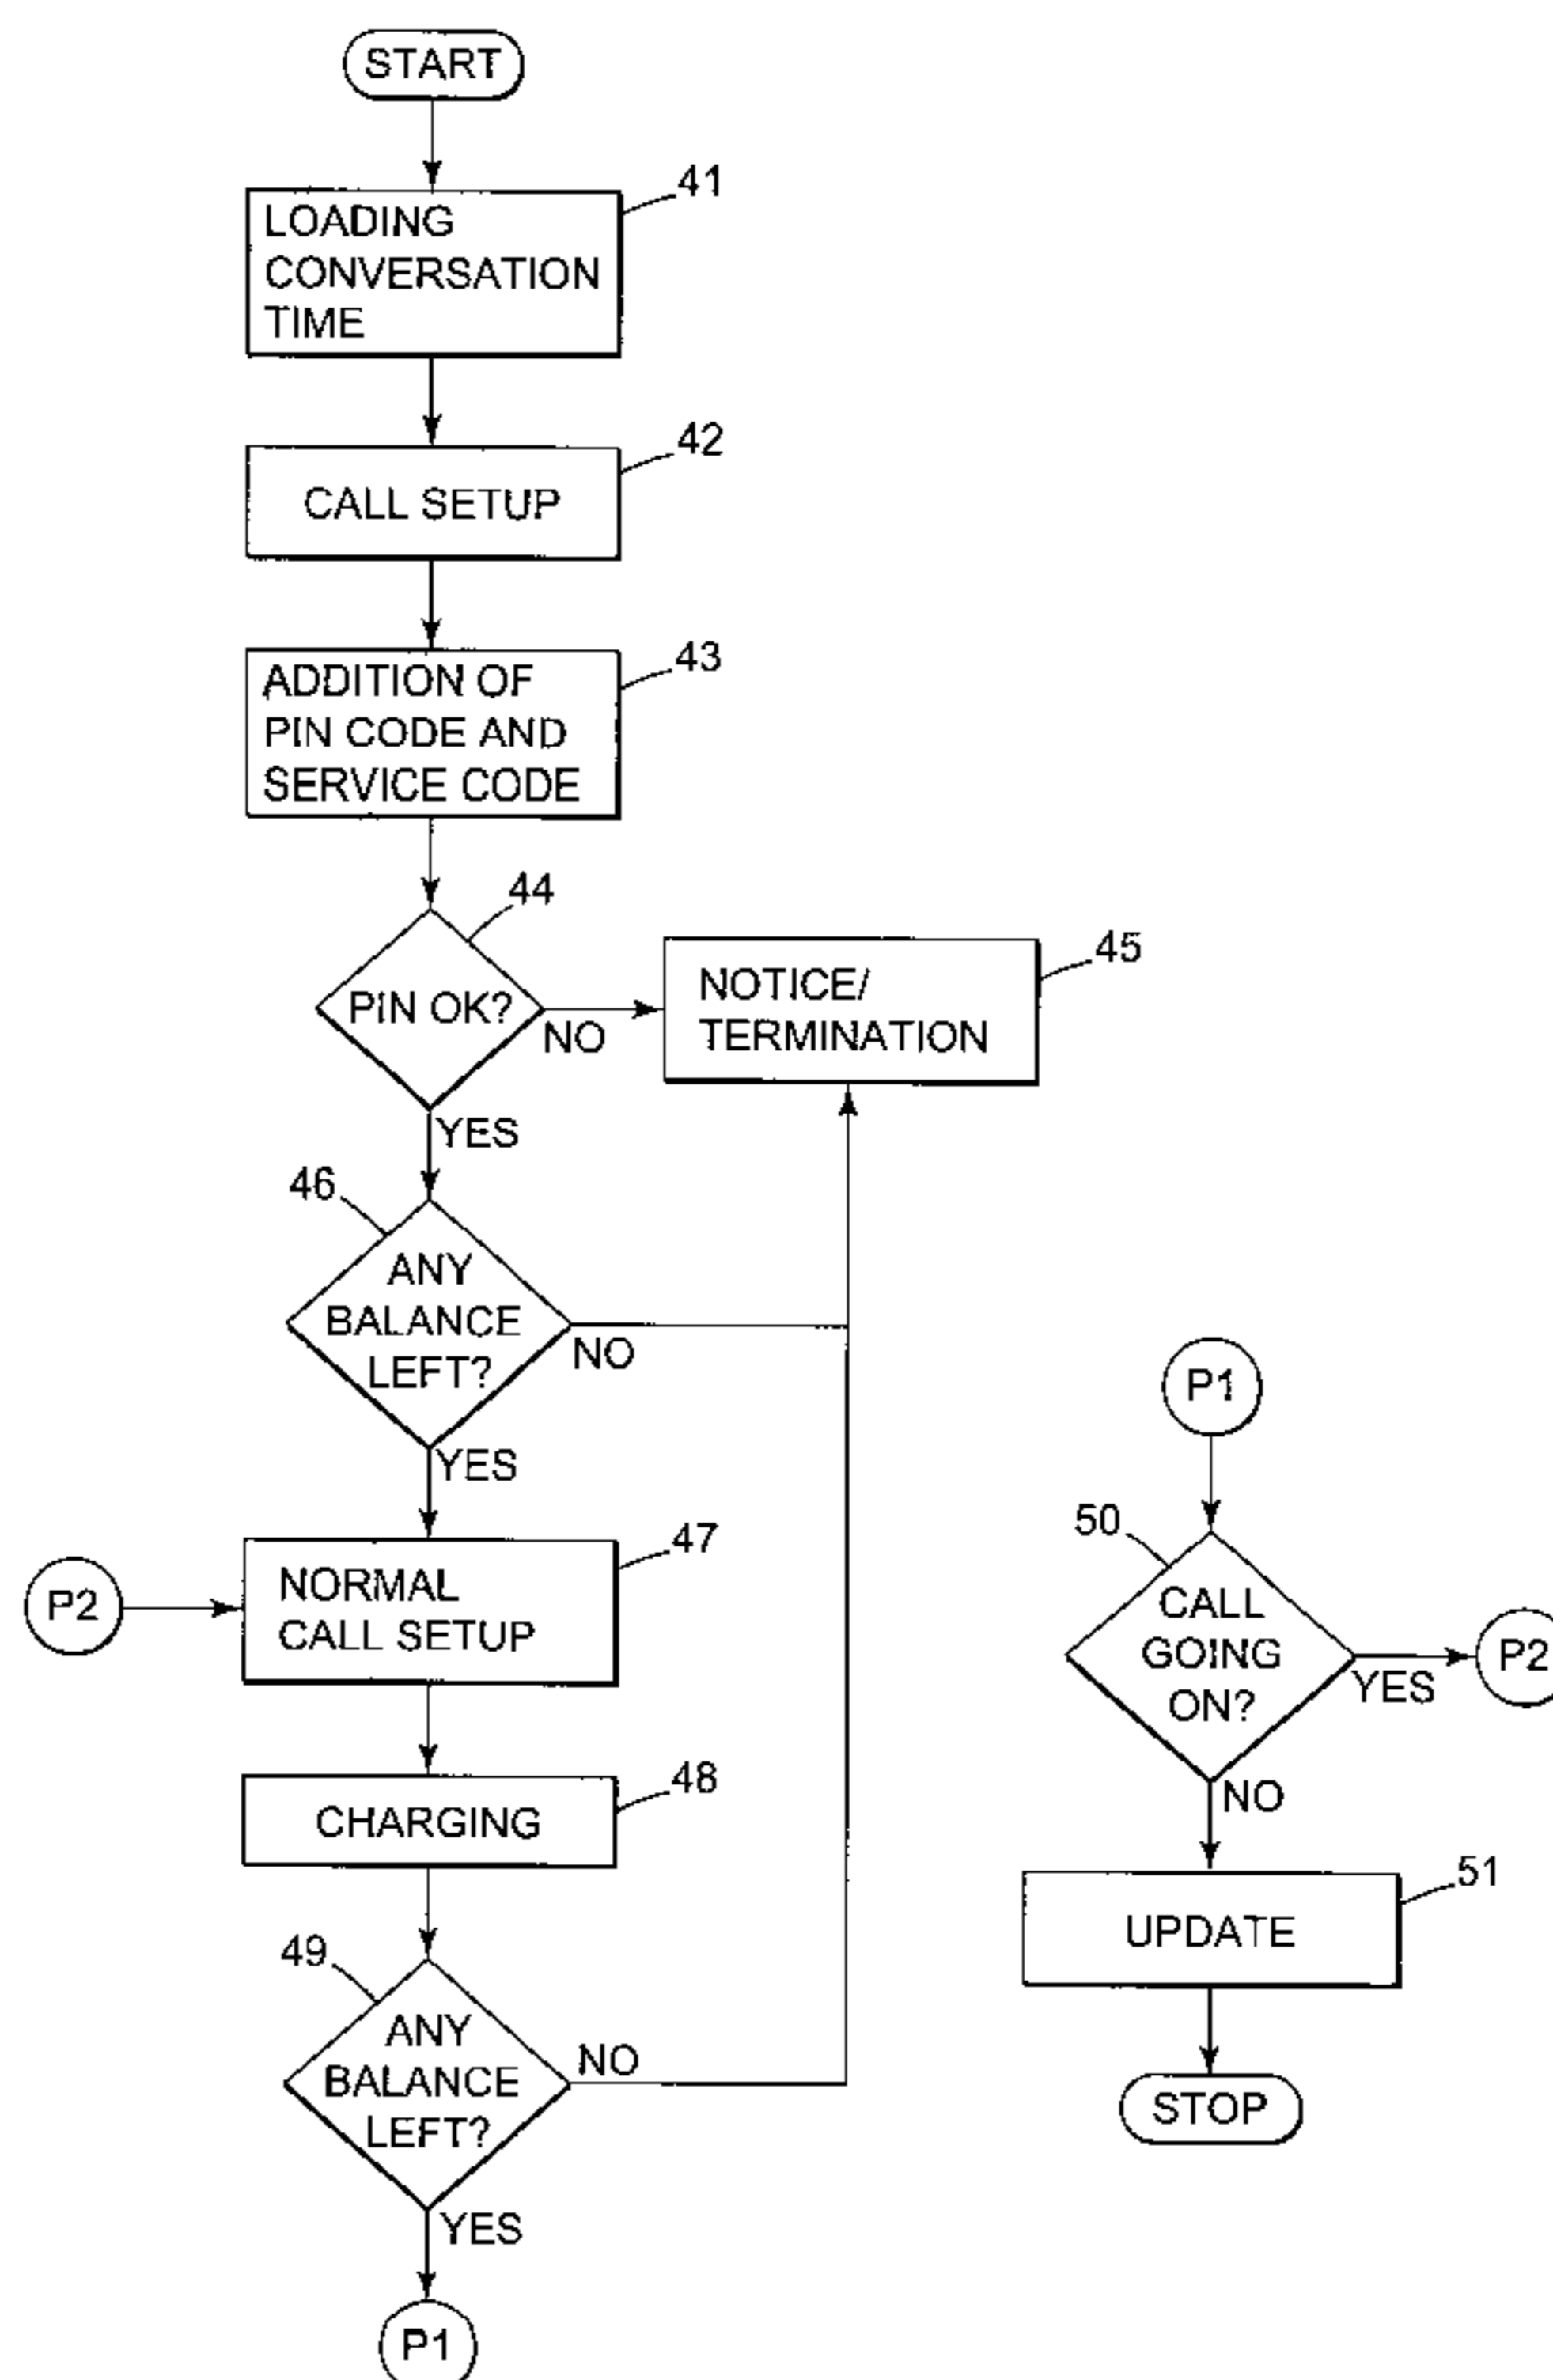 START
41
LOADING
CONVERSATION
TIME
42
CALL SETUP
43
ADDITION OF
PIN CODE AND
SERVICE CODE
44
PIN OK?
NO
45
NOTICE/
TERMINATION
YES
46
ANY
BALANCE
LEFT?
NO
YES
P2
47
NORMAL
CALL SETUP
48
CHARGING
49
ANY
BALANCE
LEFT?
NO
YES
P1
P1
50
CALL
GOING
ON?
YES
P2
NO
51
UPDATE
STOP